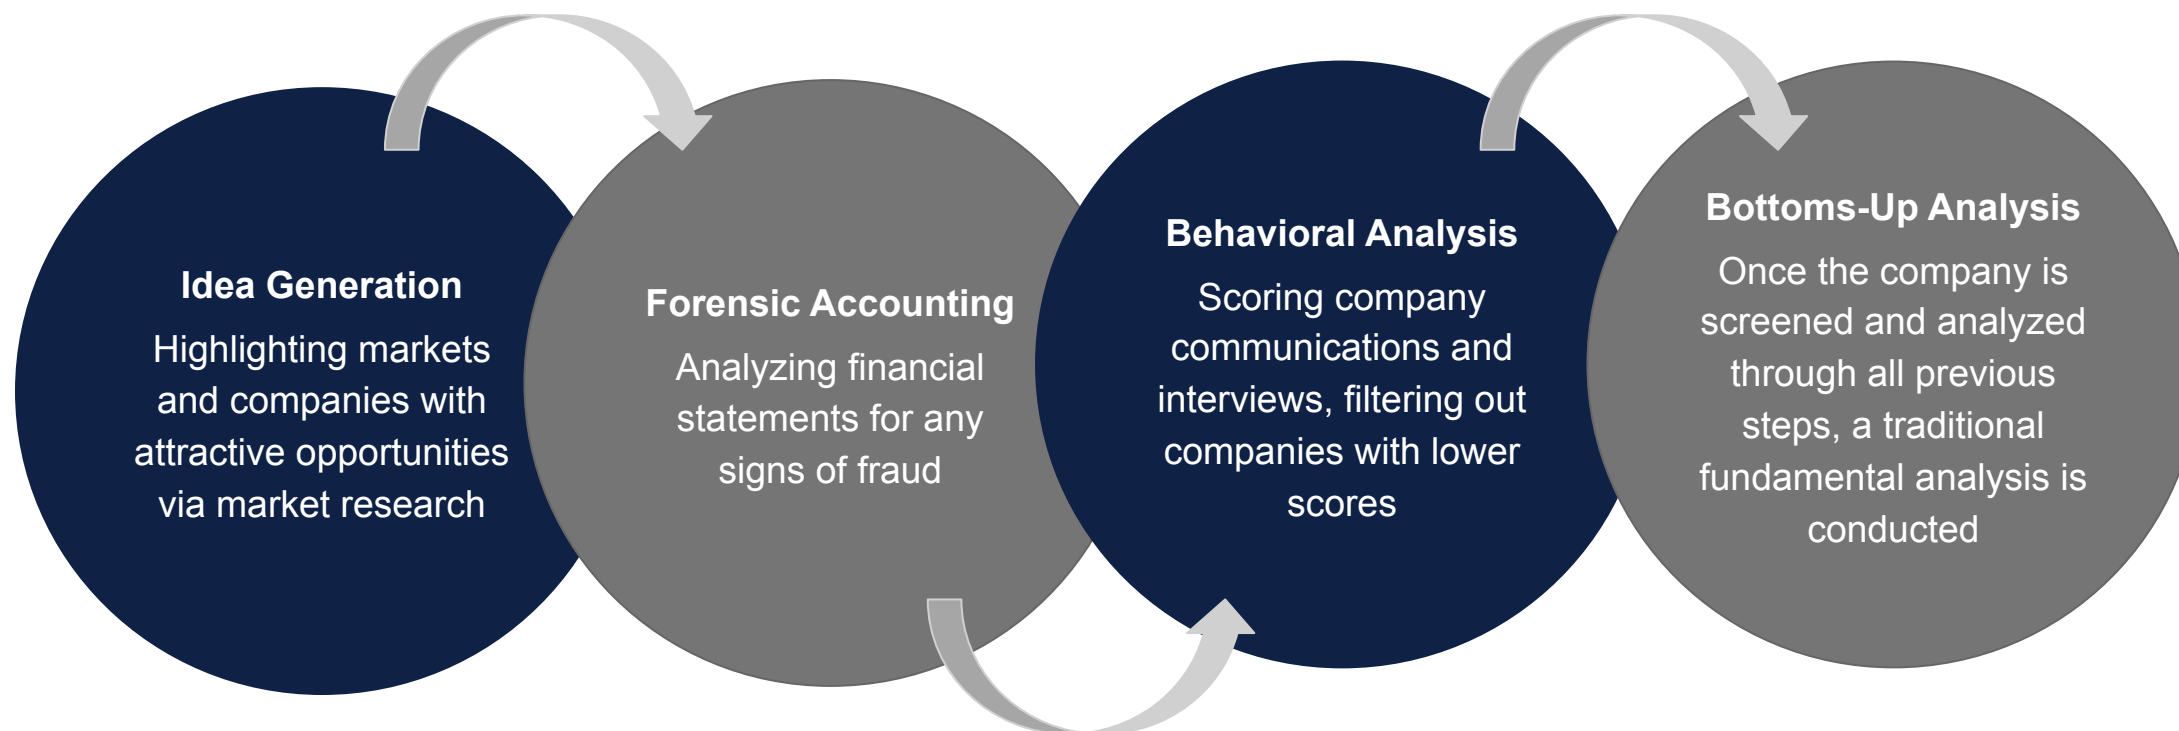 Idea Generation
Highlighting markets
and companies with
attractive opportunities
via market research
Forensic Accounting
Analyzing financial
statements for any
signs of fraud
Behavioral Analysis
Scoring company
communications and
interviews, filtering out
companies with lower
scores
Bottoms-Up Analysis
Once the company is
screened and analyzed
through all previous
steps, a traditional
fundamental analysis is
conducted